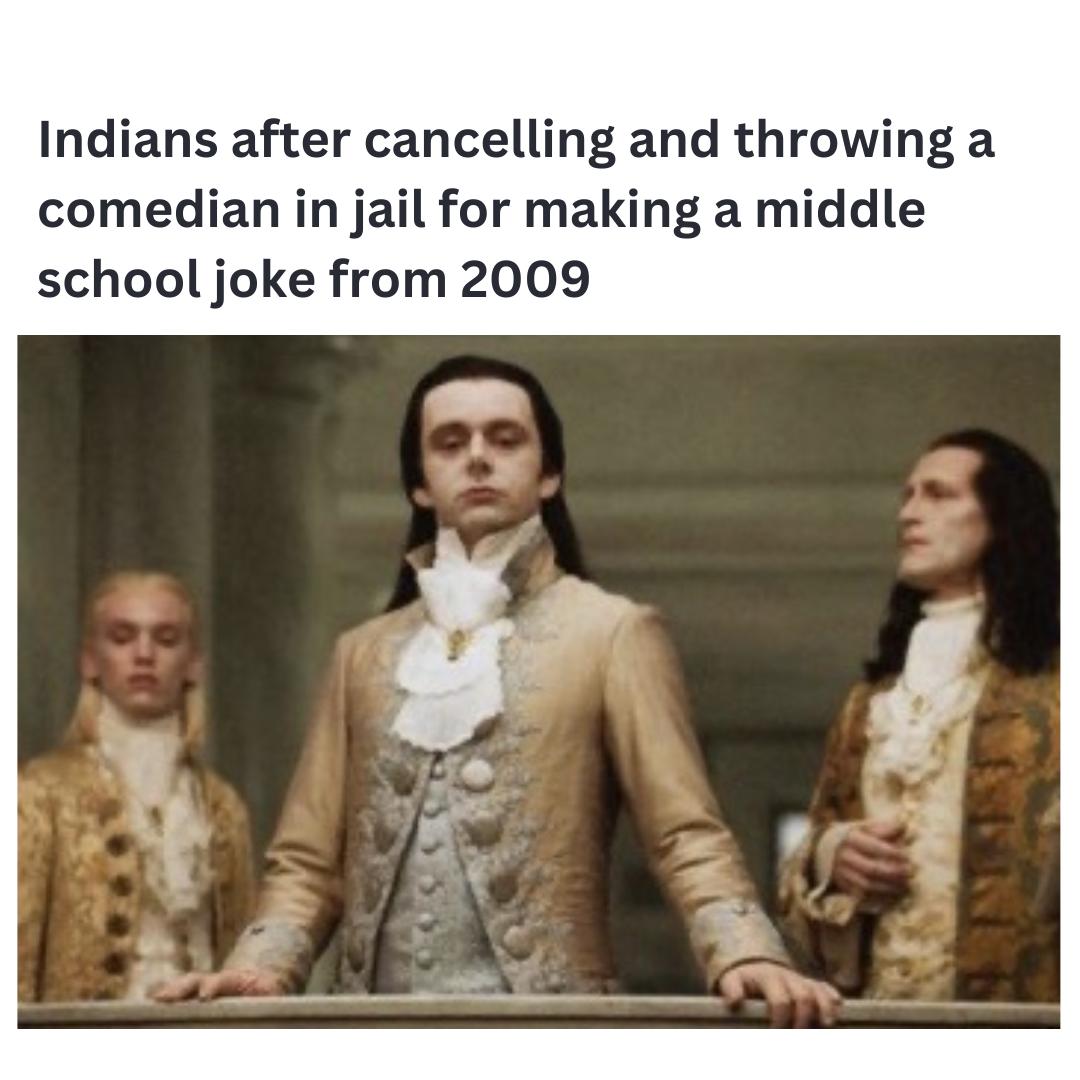 Indians after cancelling and throwing a
comedian in jail for making a middle
school joke from 2009